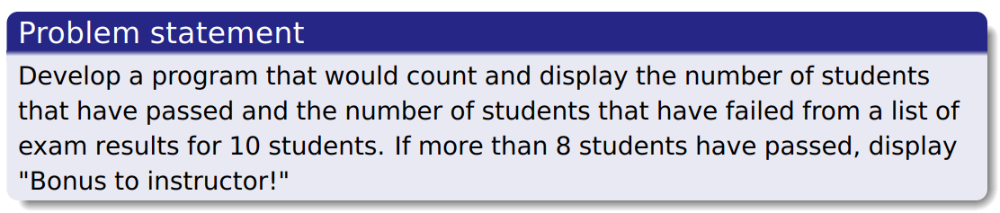 Problem statement
Develop a program that would count and display the number of students
that have passed and the number of students that have failed from a list of
exam results for 10 students. If more than 8 students have passed, display
"Bonus to instructor!"